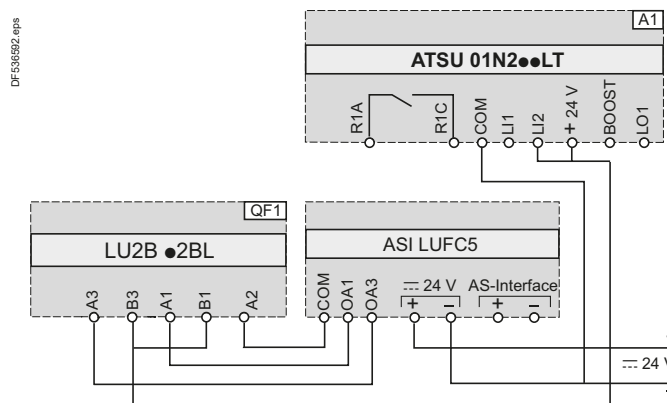 DF536592.eps
A1
ATSU 01N2●●LT
R1A
R1C
COM
LI1
LI2
+ 24 V
BOOST
LO1
QF1
LU2B ●2BL
ASI LUFC5
A3
B3
A1
B1
A2
COM
OA1
OA3
24 V
AS-Interface
+
–
+
–
24 V